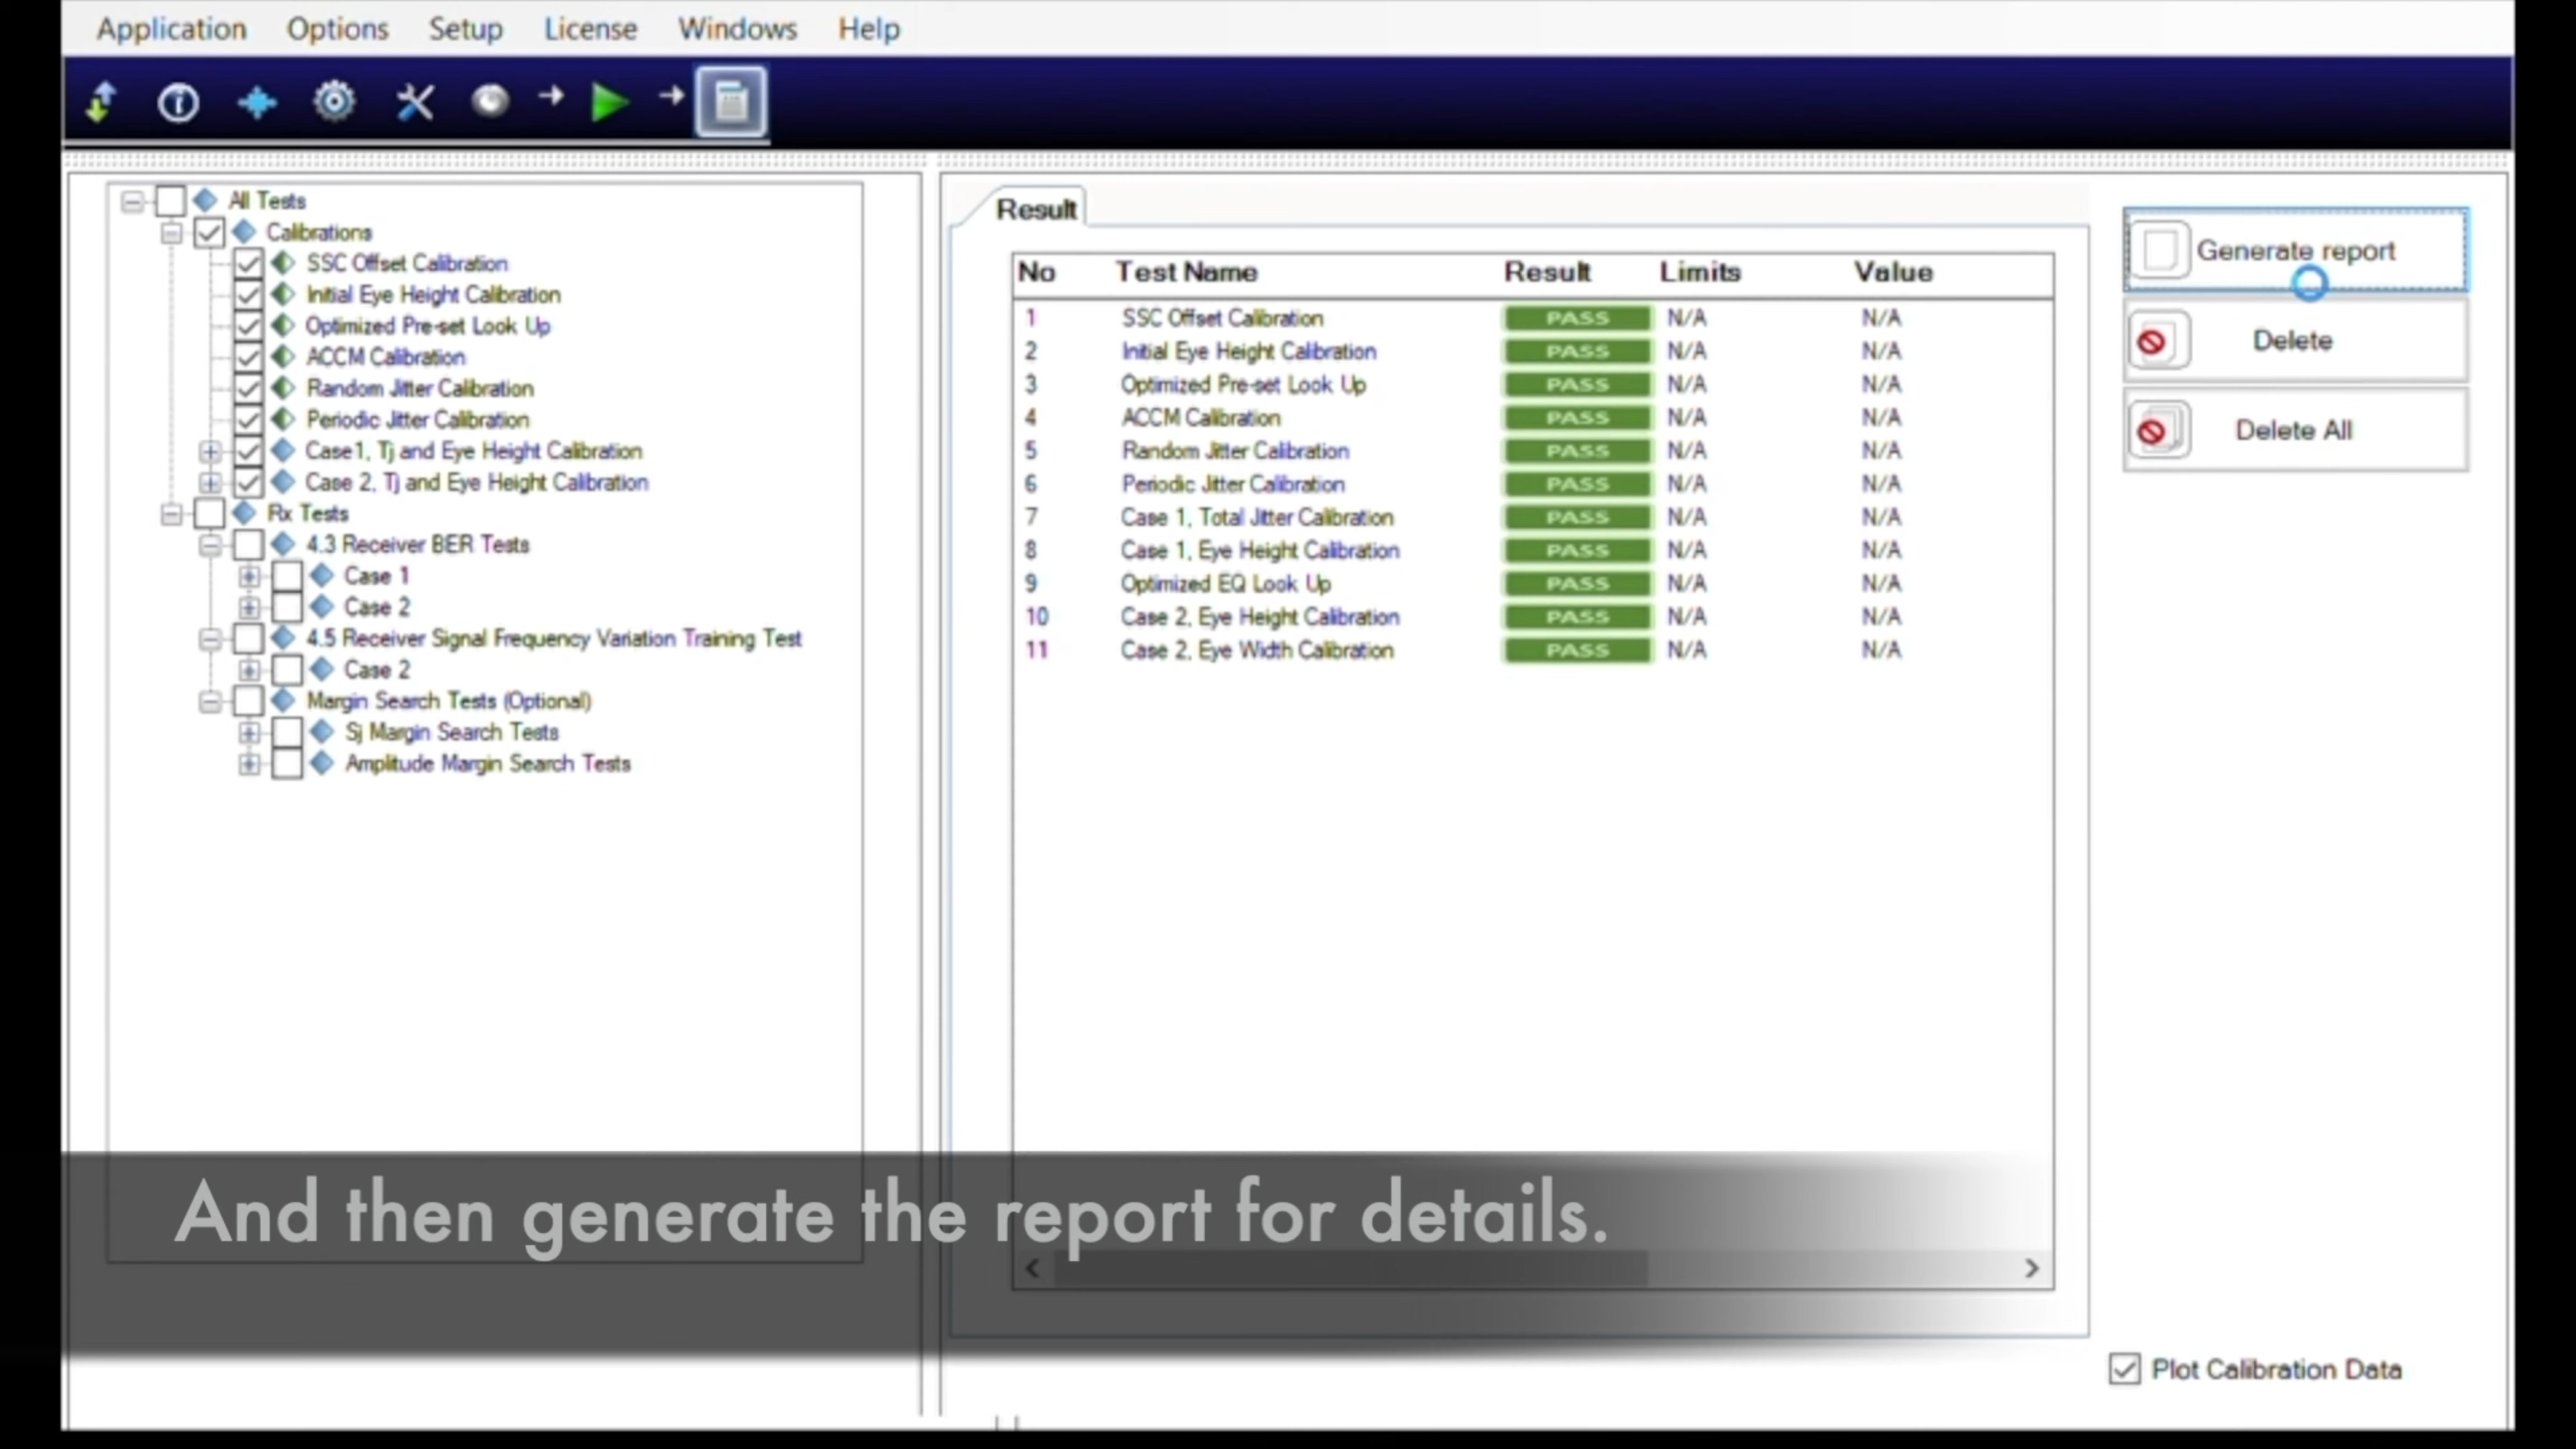 Application Options Setup License Windows Help
All Tests
Calibrations
SSC Offset Calibration
Initial Eye Height Calibration
Optimized Pre-set Look Up
ACCM Calibration
Random Jitter Calibration
Periodic Jitter Calibration
Case1, Tj and Eye Height Calibration
Case 2, Tj and Eye Height Calibration
Rx Tests
4.3 Receiver BER Tests
Case 1
Case 2
4.5 Receiver Signal Frequency Variation Training Test
Case 2
Margin Search Tests (Optional)
Sj Margin Search Tests
Amplitude Margin Search Tests
Result
No Test Name Result Limits Value
1 SSC Offset Calibration PASS N/A N/A
2 Initial Eye Height Calibration PASS N/A N/A
3 Optimized Pre-set Look Up PASS N/A N/A
4 ACCM Calibration PASS N/A N/A
5 Random Jitter Calibration PASS N/A N/A
6 Periodic Jitter Calibration PASS N/A N/A
7 Case 1, Total Jitter Calibration PASS N/A N/A
8 Case 1, Eye Height Calibration PASS N/A N/A
9 Optimized EQ Look Up PASS N/A N/A
10 Case 2, Eye Height Calibration PASS N/A N/A
11 Case 2, Eye Width Calibration PASS N/A N/A
Generate report
Delete
Delete All
And then generate the report for details.
Plot Calibration Data